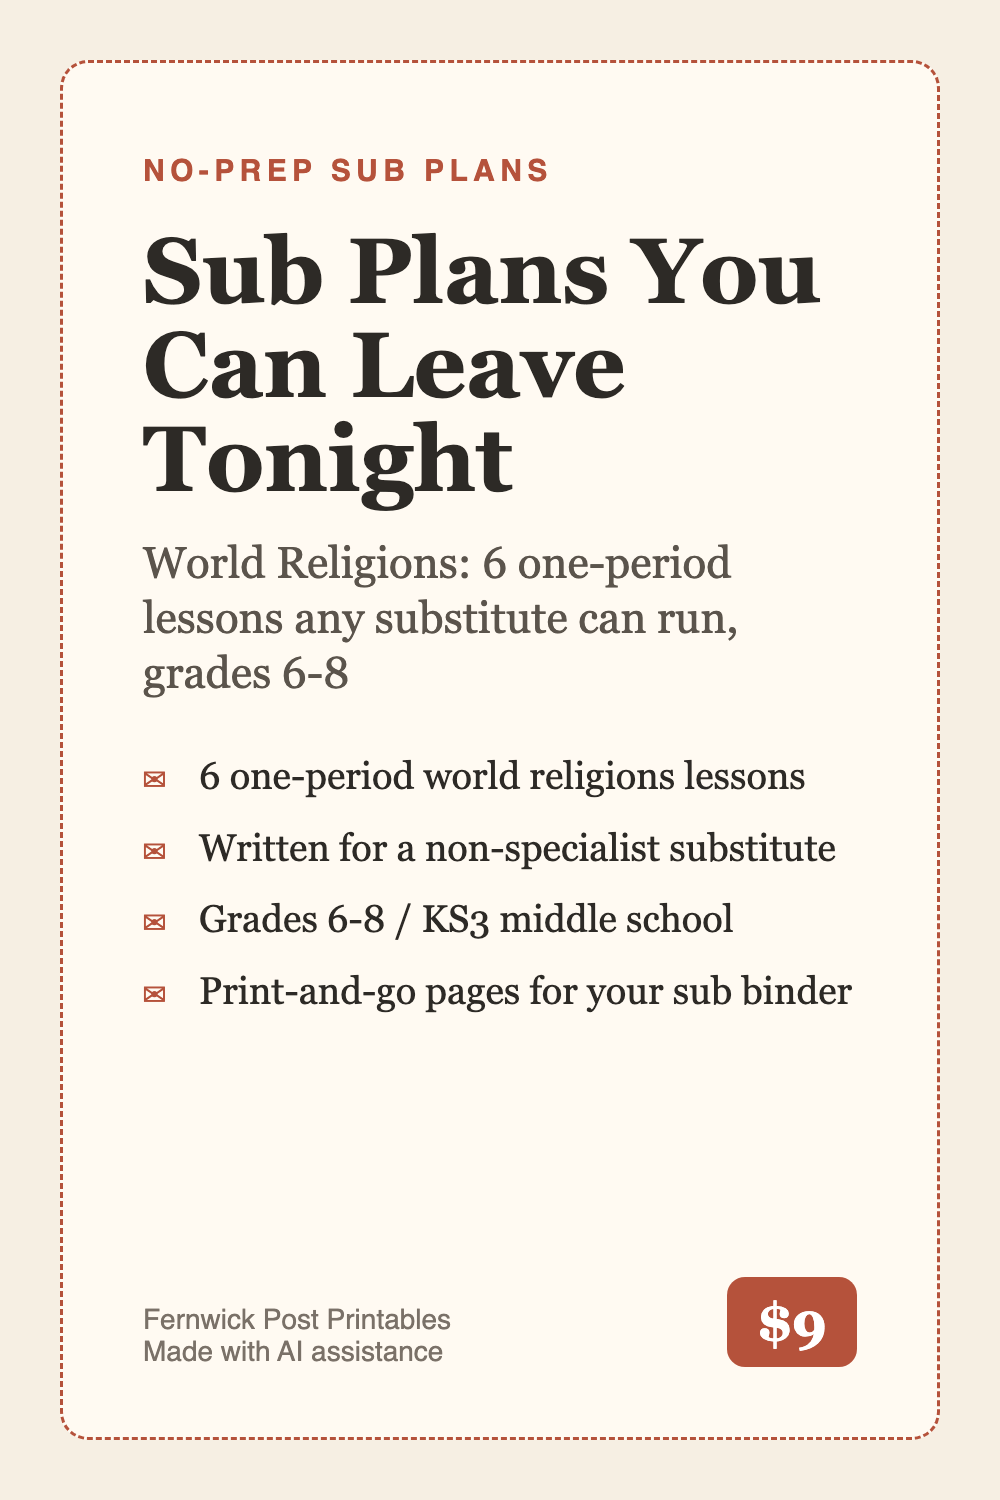 NO-PREP SUB PLANS
Sub Plans You
Can Leave
Tonight
World Religions: 6 one-period
lessons any substitute can run,
grades 6-8
✉ 6 one-period world religions lessons
✉ Written for a non-specialist substitute
✉ Grades 6-8 / KS3 middle school
✉ Print-and-go pages for your sub binder
Fernwick Post Printables
Made with AI assistance
$9